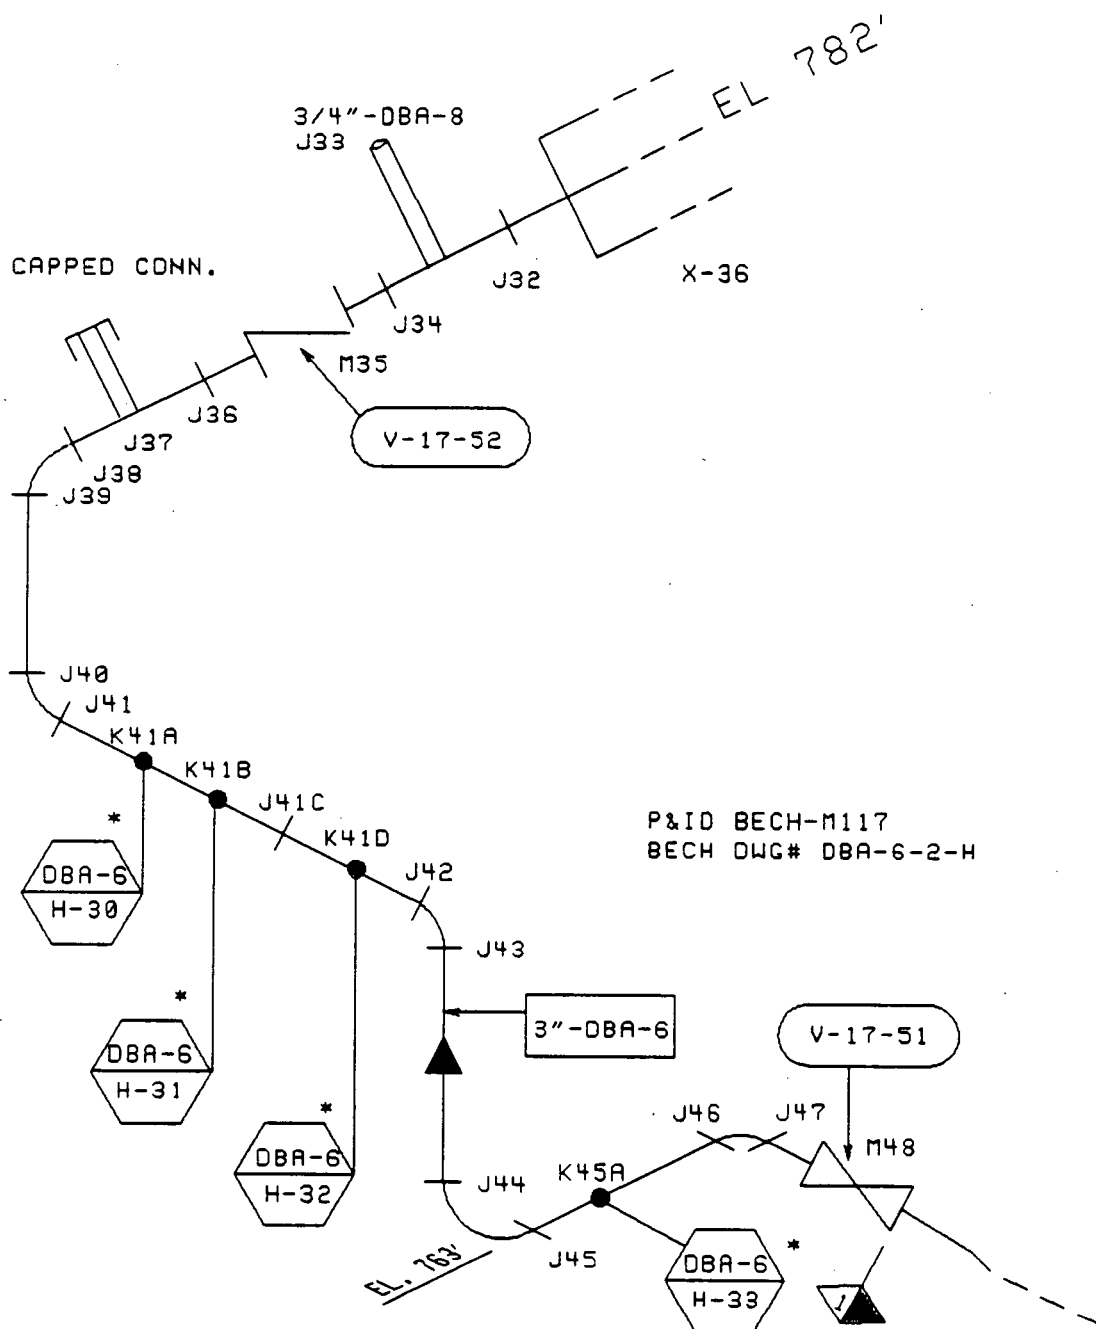 EL 782'
3/4"-DBA-8
J33
CAPPED CONN.
J32
X-36
J34
M35
J36
V-17-52
J37
J38
J39
J40
J41
K41A
K41B
J41C
K41D
P&ID BECH-M117
BECH DWG# DBA-6-2-H
*
DBA-6
H-30
J42
J43
*
DBA-6
H-31
3"-DBA-6
V-17-51
*
DBA-6
H-32
J46
J47
M48
J44
K45A
J45
EL. 763'
*
DBA-6
H-33
1